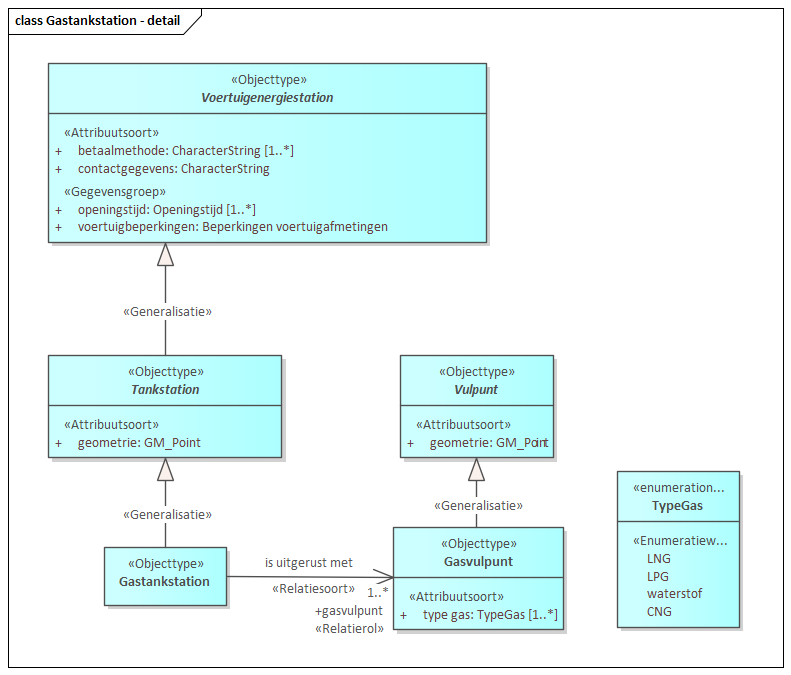 class Gastankstation - detail
«Objecttype»
Voertuigenergiestation
«Attribuutsoort»
+ betaalmethode: CharacterString [1..*]
+ contactgegevens: CharacterString
«Gegevensgroep»
+ openingstijd: Openingstijd [1..*]
+ voertuigbeperkingen: Beperkingen voertuigafmetingen
«Generalisatie»
«Objecttype»
Tankstation
«Attribuutsoort»
+ geometrie: GM_Point
«Objecttype»
Vulpunt
«Attribuutsoort»
+ geometrie: GM_Point
«Generalisatie»
«Generalisatie»
«Objecttype»
Gastankstation
is uitgerust met
«Relatiesoort»
1..*
+gasvulpunt
«Relatierol»
«Objecttype»
Gasvulpunt
«Attribuutsoort»
+ type gas: TypeGas [1..*]
«enumeration...
TypeGas
«Enumeratiew...
LNG
LPG
waterstof
CNG